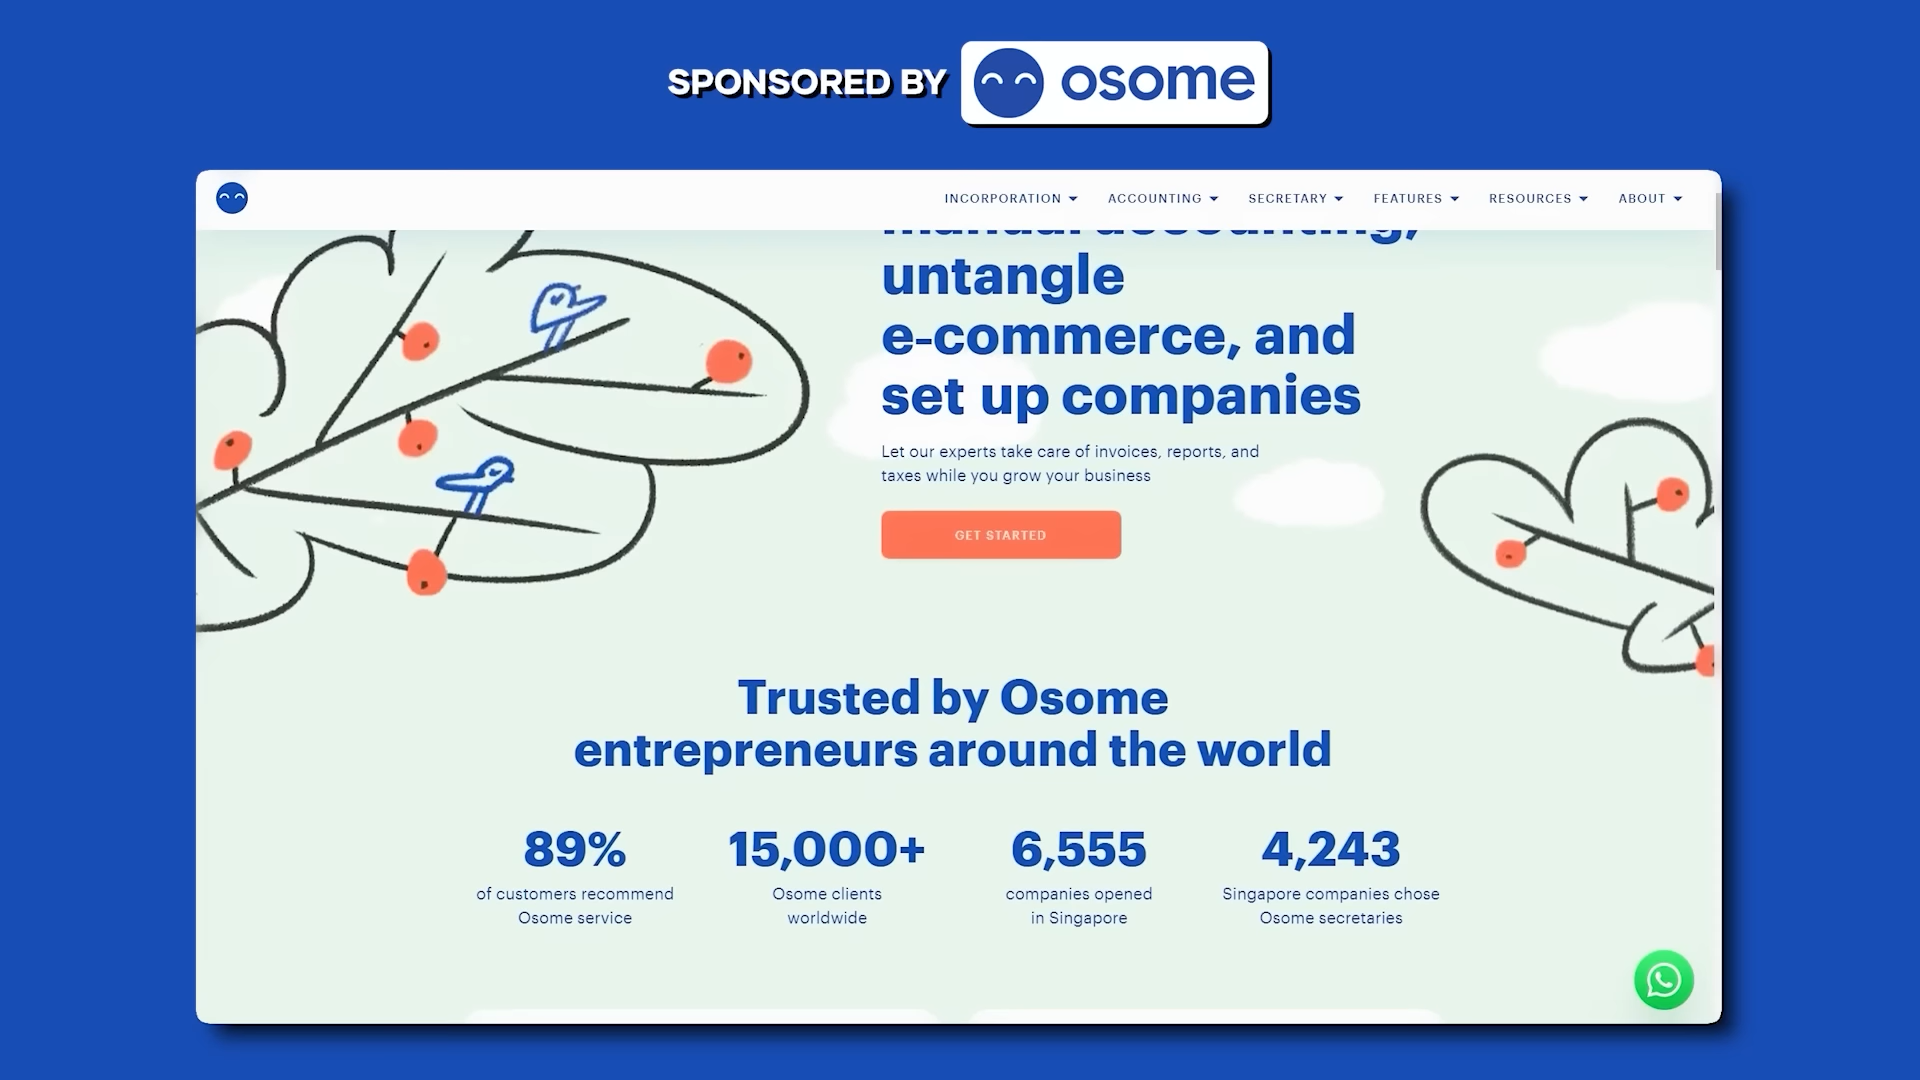 SPONSORED BY osome
INCORPORATION ACCOUNTING SECRETARY FEATURES RESOURCES ABOUT
manual accounting,
untangle
e-commerce, and
set up companies
Let our experts take care of invoices, reports, and
taxes while you grow your business
GET STARTED
Trusted by Osome
entrepreneurs around the world
89%
of customers recommend
Osome service
15,000+
Osome clients
worldwide
6,555
companies opened
in Singapore
4,243
Singapore companies chose
Osome secretaries